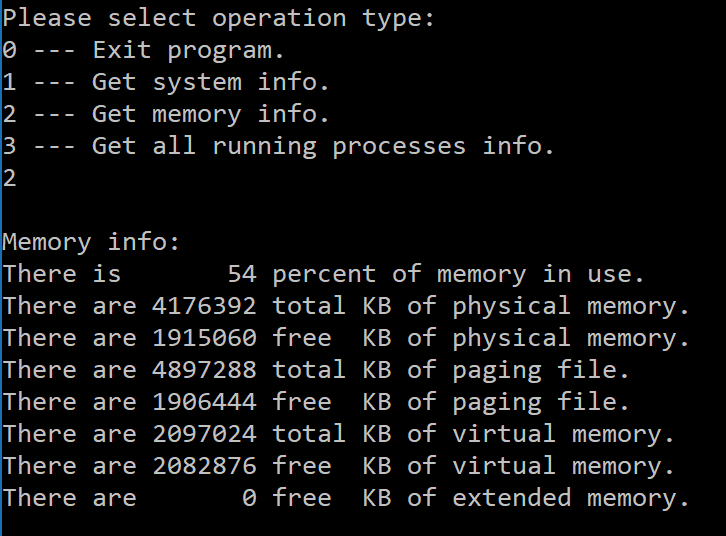 Please select operation type:
0 --- Exit program.
1 --- Get system info.
2 --- Get memory info.
3 --- Get all running processes info.
2
Memory info:
There is       54 percent of memory in use.
There are 4176392 total KB of physical memory.
There are 1915060 free  KB of physical memory.
There are 4897288 total KB of paging file.
There are 1906444 free  KB of paging file.
There are 2097024 total KB of virtual memory.
There are 2082876 free  KB of virtual memory.
There are       0 free  KB of extended memory.